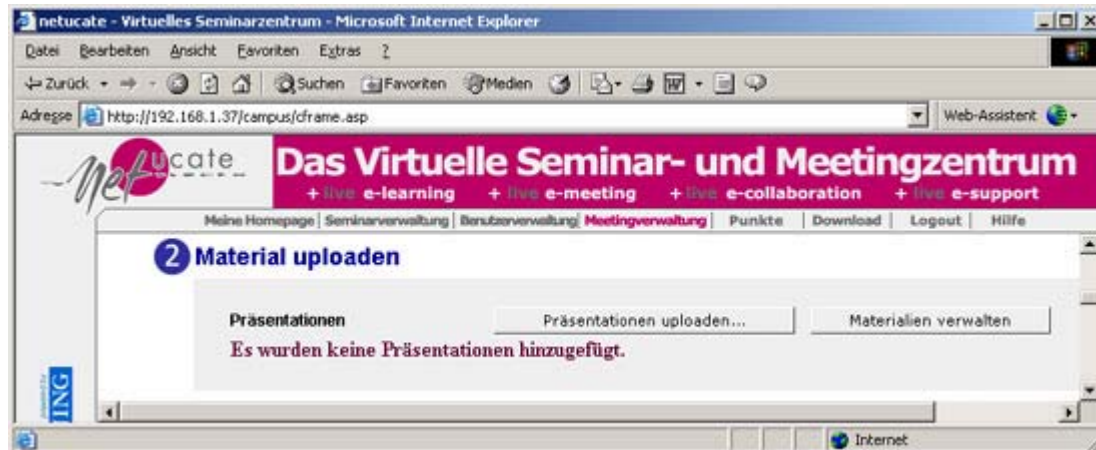 netucate - Virtuelles Seminarzentrum - Microsoft Internet Explorer
Datei Bearbeiten Ansicht Favoriten Extras ?
Zurück Suchen Favoriten Medien
Adresse http://192.168.1.37/campus/cframe.asp Web-Assistent
netucate
Das Virtuelle Seminar- und Meetingzentrum
+ live e-learning + live e-meeting + live e-collaboration + live e-support
Meine Homepage | Seminarverwaltung | Benutzerverwaltung | Meetingverwaltung | Punkte | Download | Logout | Hilfe
2 Material uploaden
Präsentationen Präsentationen uploaden... Materialien verwalten
Es wurden keine Präsentationen hinzugefügt.
ING
Internet